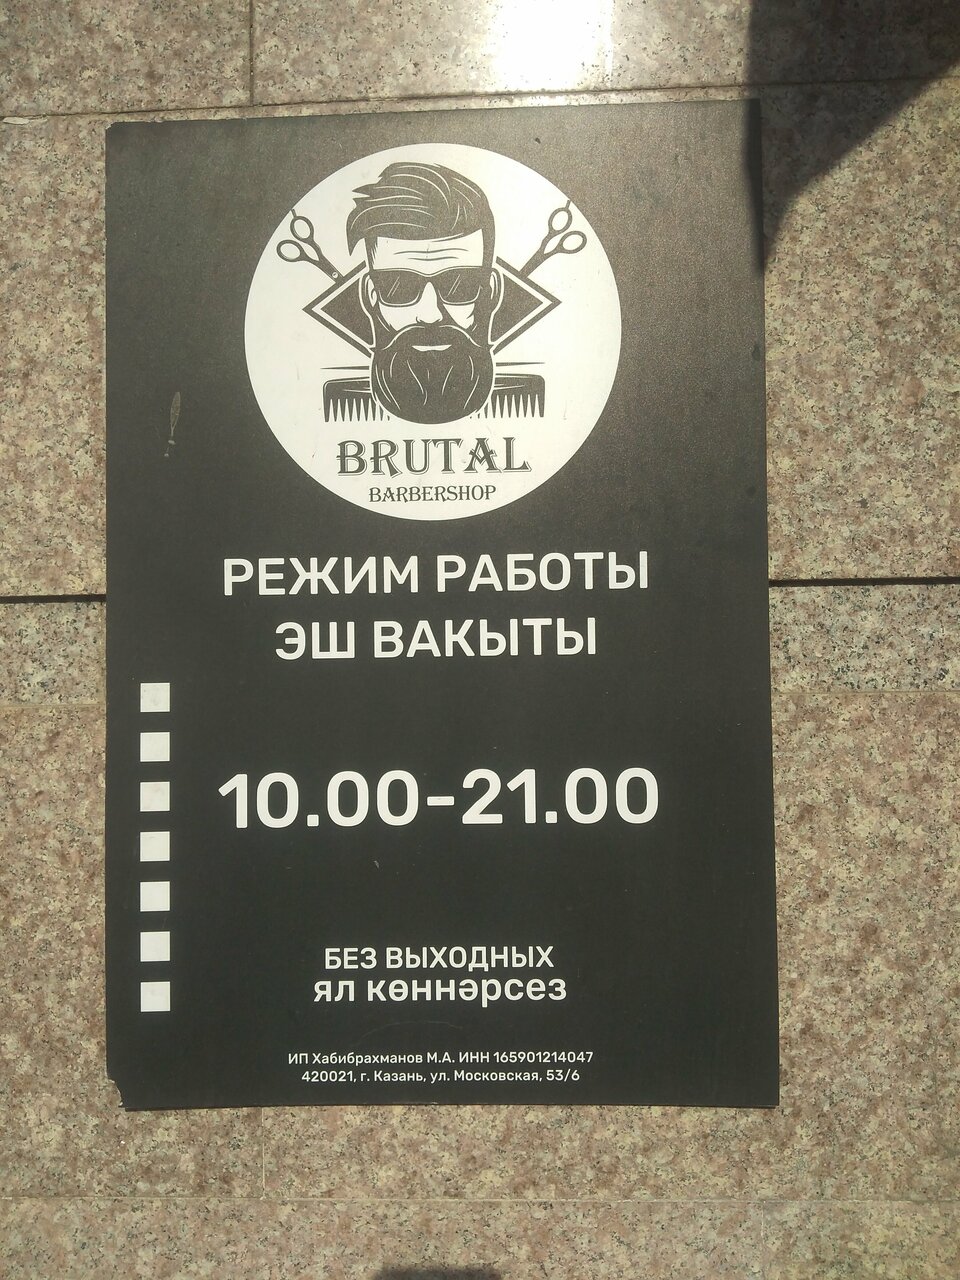 BRUTAL
BARBERSHOP
РЕЖИМ РАБОТЫ
ЭШ ВАКЫТЫ
10.00-21.00
БЕЗ ВЫХОДНЫХ
ял көннәрсез
ИП Хабибрахманов М.А. ИНН 165901214047
420021, г. Казань, ул. Московская, 53/6